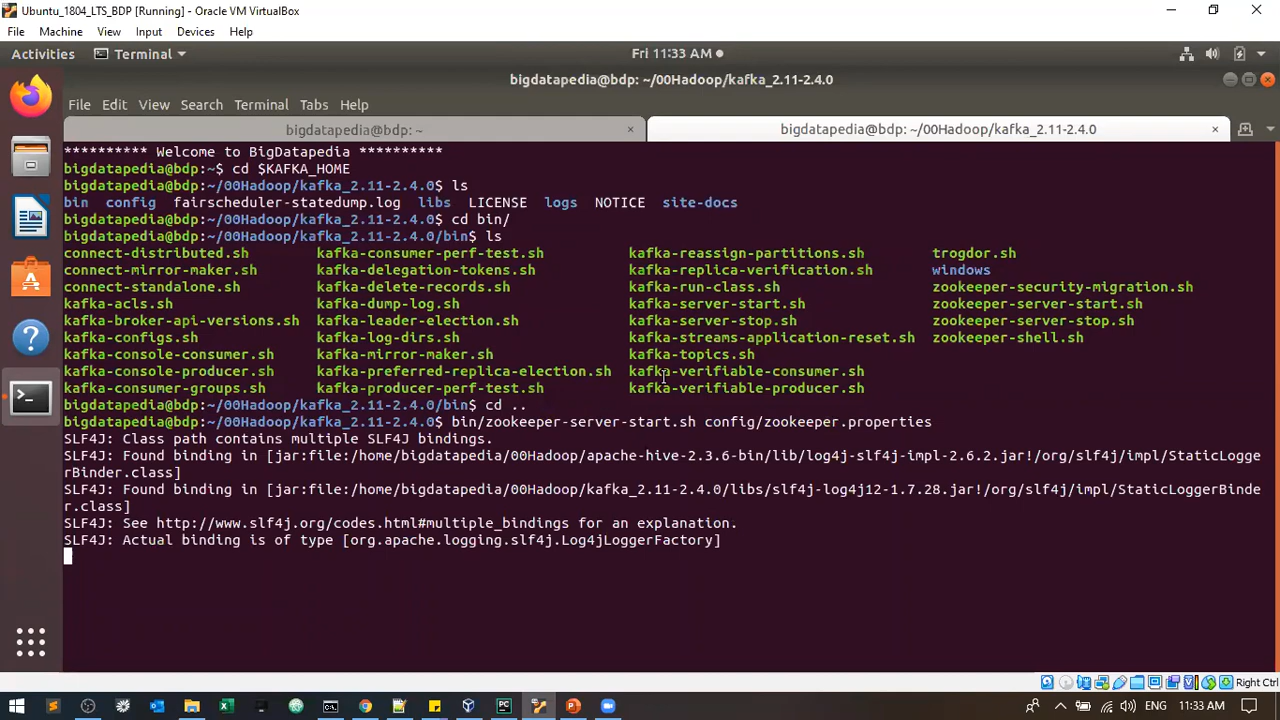 Ubuntu_1804_LTS_BDP [Running] - Oracle VM VirtualBox
File Machine View Input Devices Help
Activities Terminal Fri 11:33 AM
bigdatapedia@bdp: ~/00Hadoop/kafka_2.11-2.4.0
File Edit View Search Terminal Tabs Help
bigdatapedia@bdp: ~ bigdatapedia@bdp: ~/00Hadoop/kafka_2.11-2.4.0
********** Welcome to BigDatapedia **********
bigdatapedia@bdp:~$ cd $KAFKA_HOME
bigdatapedia@bdp:~/00Hadoop/kafka_2.11-2.4.0$ ls
bin config fairscheduler-statedump.log libs LICENSE logs NOTICE site-docs
bigdatapedia@bdp:~/00Hadoop/kafka_2.11-2.4.0$ cd bin/
bigdatapedia@bdp:~/00Hadoop/kafka_2.11-2.4.0/bin$ ls
connect-distributed.sh kafka-consumer-perf-test.sh kafka-reassign-partitions.sh trogdor.sh
connect-mirror-maker.sh kafka-delegation-tokens.sh kafka-replica-verification.sh windows
connect-standalone.sh kafka-delete-records.sh kafka-run-class.sh zookeeper-security-migration.sh
kafka-acls.sh kafka-dump-log.sh kafka-server-start.sh zookeeper-server-start.sh
kafka-broker-api-versions.sh kafka-leader-election.sh kafka-server-stop.sh zookeeper-server-stop.sh
kafka-configs.sh kafka-log-dirs.sh kafka-streams-application-reset.sh zookeeper-shell.sh
kafka-console-consumer.sh kafka-mirror-maker.sh kafka-topics.sh
kafka-console-producer.sh kafka-preferred-replica-election.sh kafka-verifiable-consumer.sh
kafka-consumer-groups.sh kafka-producer-perf-test.sh kafka-verifiable-producer.sh
bigdatapedia@bdp:~/00Hadoop/kafka_2.11-2.4.0/bin$ cd ..
bigdatapedia@bdp:~/00Hadoop/kafka_2.11-2.4.0$ bin/zookeeper-server-start.sh config/zookeeper.properties
SLF4J: Class path contains multiple SLF4J bindings.
SLF4J: Found binding in [jar:file:/home/bigdatapedia/00Hadoop/apache-hive-2.3.6-bin/lib/log4j-slf4j-impl-2.6.2.jar!/org/slf4j/impl/StaticLogge
rBinder.class]
SLF4J: Found binding in [jar:file:/home/bigdatapedia/00Hadoop/kafka_2.11-2.4.0/libs/slf4j-log4j12-1.7.28.jar!/org/slf4j/impl/StaticLoggerBinde
r.class]
SLF4J: See http://www.slf4j.org/codes.html#multiple_bindings for an explanation.
SLF4J: Actual binding is of type [org.apache.logging.slf4j.Log4jLoggerFactory]
Right Ctrl
ENG 11:33 AM